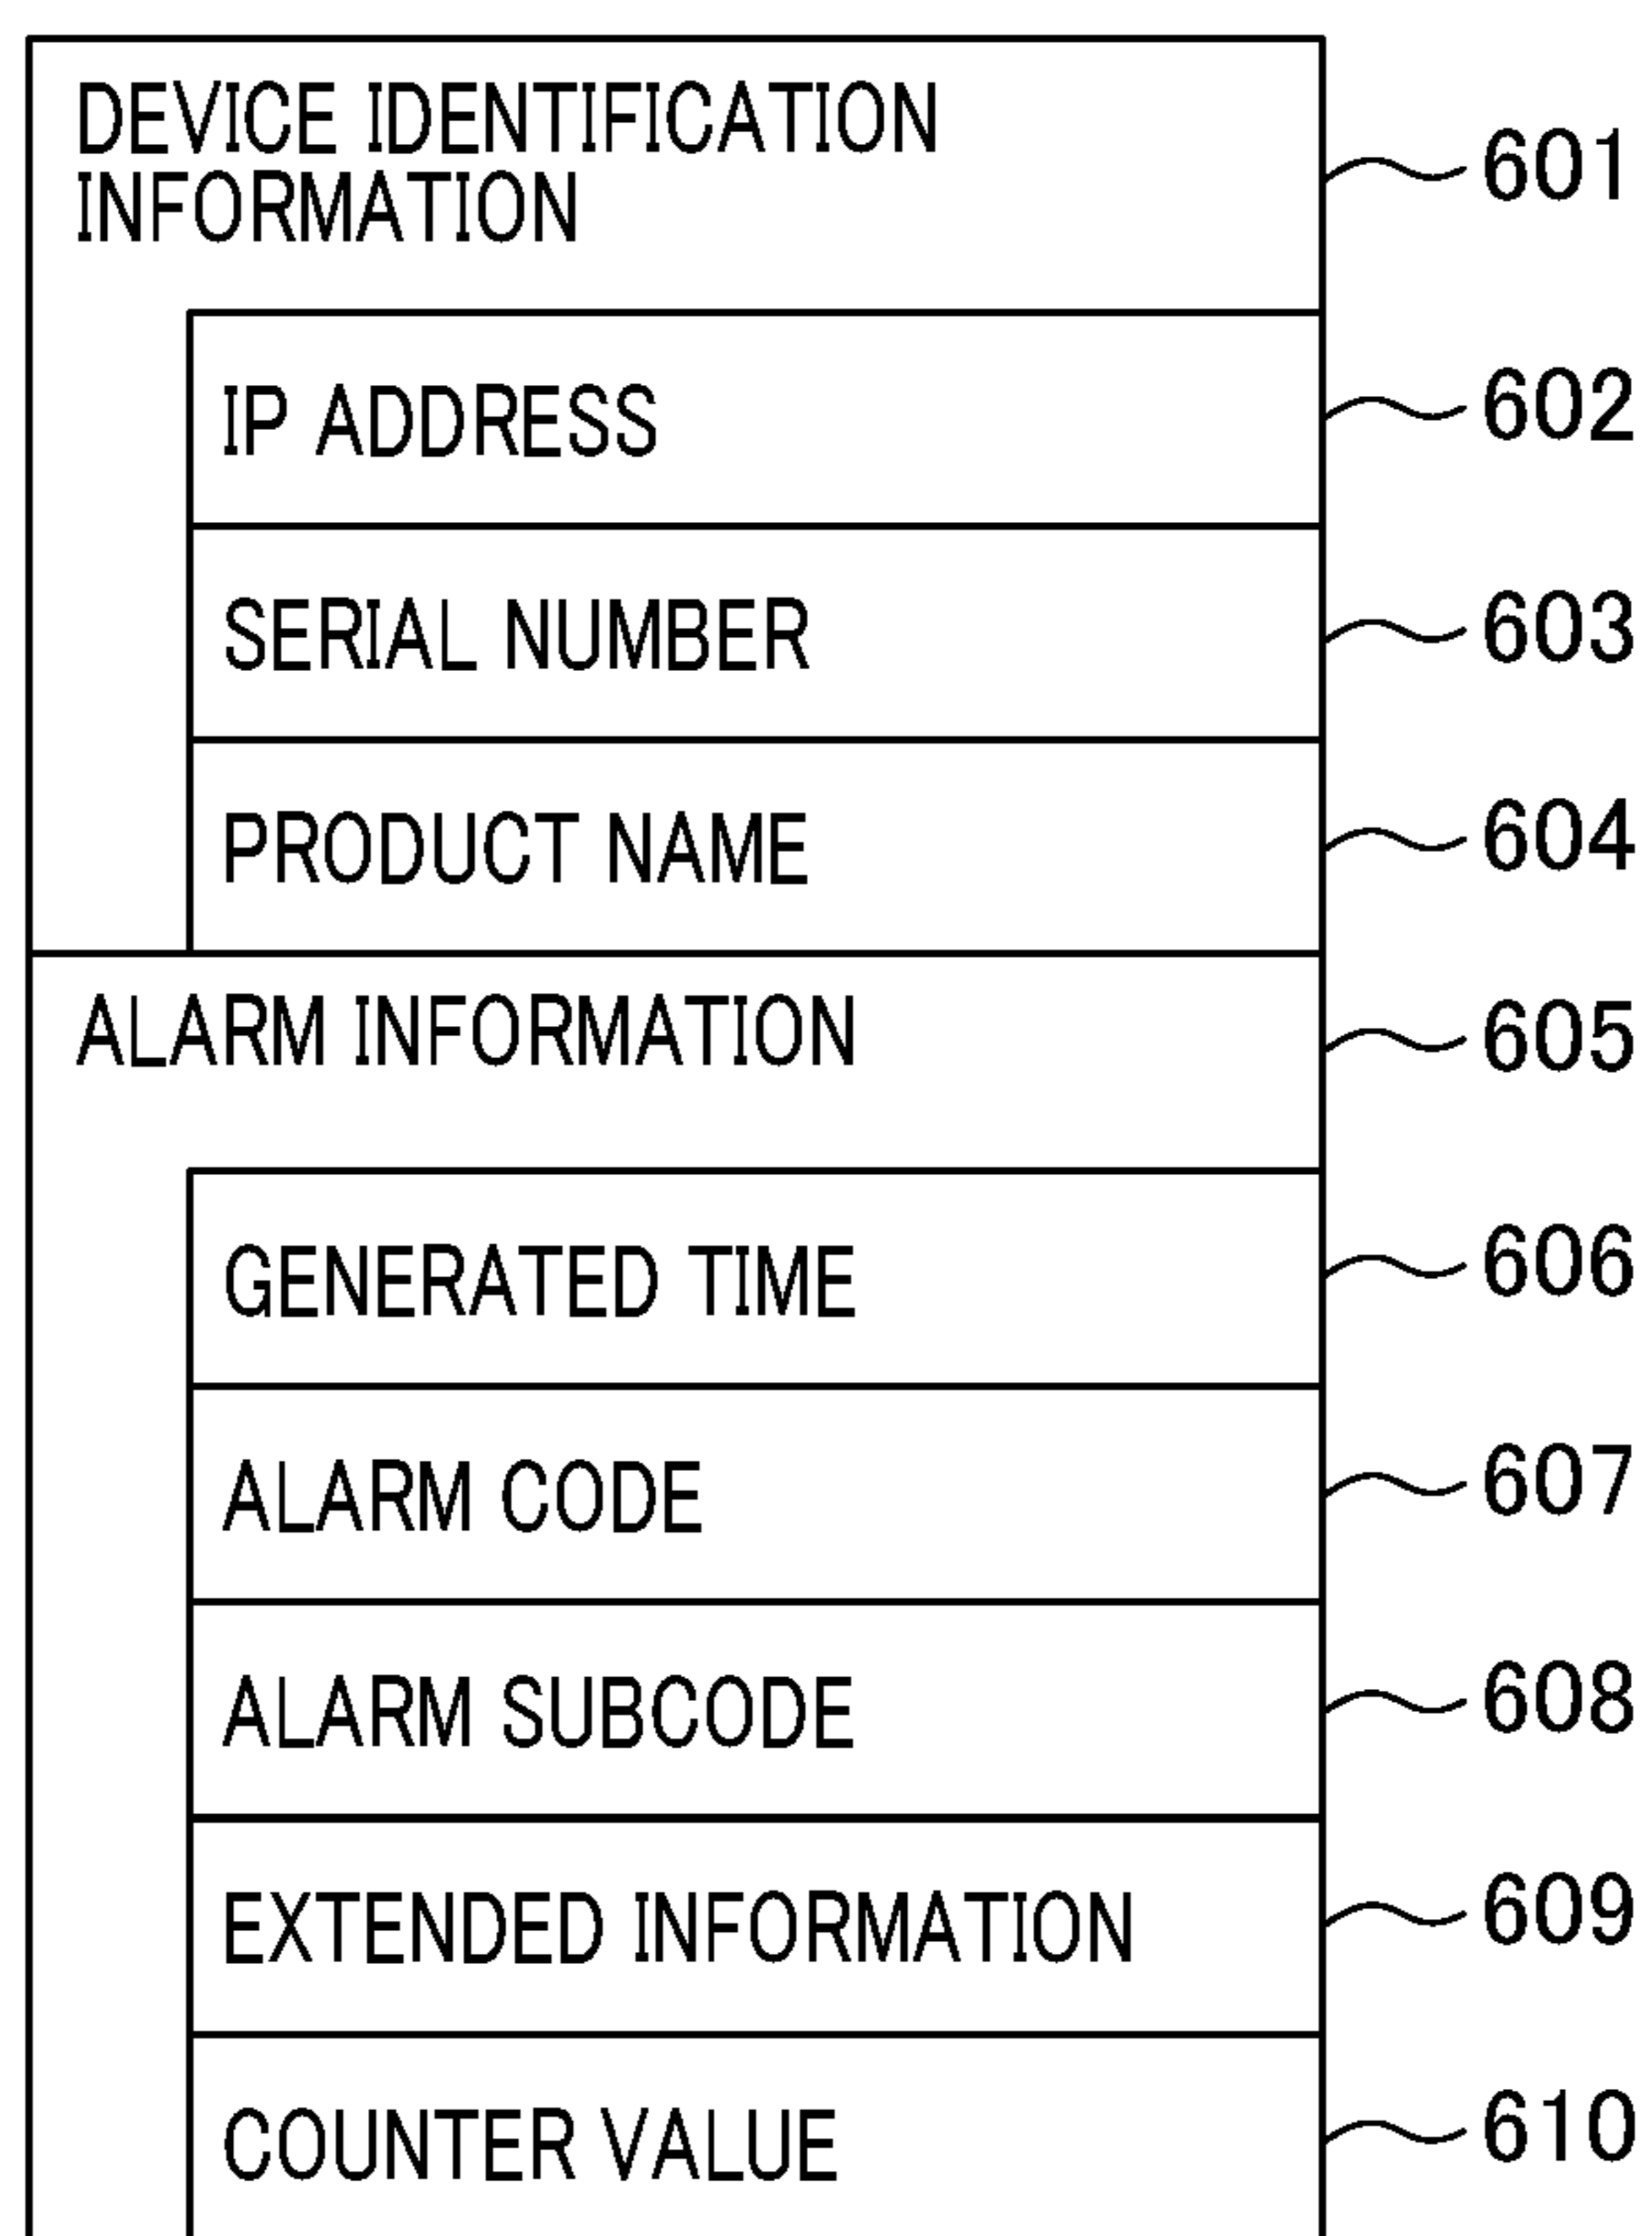 DEVICE IDENTIFICATION 601
INFORMATION
IP ADDRESS 602
SERIAL NUMBER 603
PRODUCT NAME 604
ALARM INFORMATION 605
GENERATED TIME 606
ALARM CODE 607
ALARM SUBCODE 608
EXTENDED INFORMATION 609
COUNTER VALUE 610